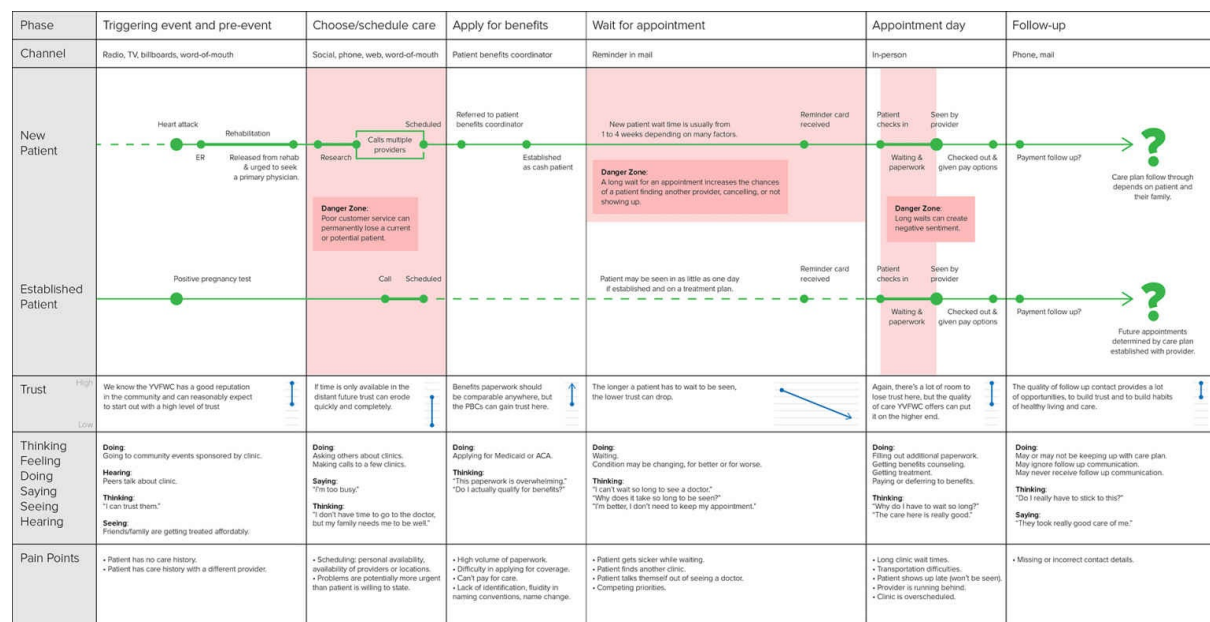 Phase
Triggering event and pre-event
Choose/schedule care
Apply for benefits
Wait for appointment
Appointment day
Follow-up
Channel
Radio, TV, billboards, word-of-mouth
Social, phone, web, word-of-mouth
Patient benefits coordinator
Reminder in mail
In-person
Phone, mail
New
Patient
Heart attack
ER
Rehabilitation
Released from rehab
& urged to seek
a primary physician.
Research
Calls multiple
providers
Scheduled
Danger Zone:
Poor customer service can
permanently lose a current
or potential patient.
Referred to patient
benefits coordinator
Established
as cash patient
New patient wait time is usually from
1 to 4 weeks depending on many factors.
Danger Zone:
A long wait for an appointment increases the chances
of a patient finding another provider, cancelling, or not
showing up.
Reminder card
received
Patient
checks in
Seen by
provider
Waiting &
paperwork
Checked out &
given pay options
Danger Zone:
Long waits can create
negative sentiment.
Payment follow up?
?
Care plan follow through
depends on patient and
their family.
Established
Patient
Positive pregnancy test
Call
Scheduled
Patient may be seen in as little as one day
if established and on a treatment plan.
Reminder card
received
Patient
checks in
Seen by
provider
Waiting &
paperwork
Checked out &
given pay options
Payment follow up?
?
Future appointments
determined by care plan
established with provider.
Trust
High
Low
We know the YVFWC has a good reputation
in the community and can reasonably expect
to start out with a high level of trust
If time is only available in the
distant future trust can erode
quickly and completely.
Benefits paperwork should
be comparable anywhere, but
the PBCs can gain trust here.
The longer a patient has to wait to be seen,
the lower trust can drop.
Again, there's a lot of room to
lose trust here, but the quality
of care YVFWC offers can put
it on the higher end.
The quality of follow up contact provides a lot
of opportunities, to build trust and to build habits
of healthy living and care.
Thinking
Feeling
Doing
Saying
Seeing
Hearing
Doing:
Going to community events sponsored by clinic.
Hearing:
Peers talk about clinic.
Thinking:
"I can trust them."
Seeing:
Friends/family are getting treated affordably.
Doing:
Asking others about clinics.
Making calls to a few clinics.
Saying:
"I'm too busy."
Thinking:
"I don't have time to go to the doctor,
but my family needs me to be well."
Doing:
Applying for Medicaid or ACA.
Thinking:
"This paperwork is overwhelming."
"Do I actually qualify for benefits?"
Doing:
Waiting.
Condition may be changing, for better or for worse.
Thinking:
"I can't wait so long to see a doctor."
"Why does it take so long to be seen?"
"I'm better, I don't need to keep my appointment."
Doing:
Filling out additional paperwork.
Getting benefits counseling.
Getting treatment.
Paying or deferring to benefits.
Thinking:
"Why do I have to wait so long?"
"The care here is really good."
Doing:
May or may not be keeping up with care plan.
May ignore follow up communication.
May never receive follow up communication.
Thinking:
"Do I really have to stick to this?"
Saying:
"They took really good care of me."
Pain Points
• Patient has no care history.
• Patient has care history with a different provider.
• Scheduling: personal availability,
availability of providers or locations.
• Problems are potentially more urgent
than patient is willing to state.
• High volume of paperwork.
• Difficulty in applying for coverage.
• Can't pay for care.
• Lack of identification, fluidity in
naming conventions, name change.
• Patient gets sicker while waiting.
• Patient finds another clinic.
• Patient talks themself out of seeing a doctor.
• Competing priorities.
• Long clinic wait times.
• Transportation difficulties.
• Patient shows up late (won't be seen).
• Provider is running behind.
• Clinic is overscheduled.
• Missing or incorrect contact details.